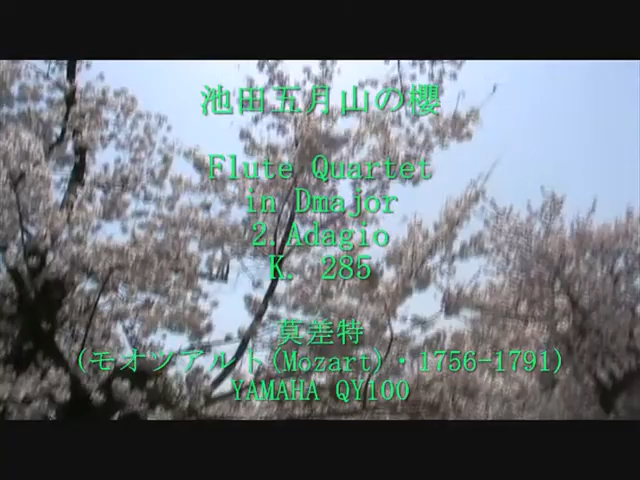 池田五月山の櫻
Flute Quartet
in Dmajor
2.Adagio
K. 285
莫差特
(モオツアルト(Mozart)・1756-1791)
YAMAHA QY100